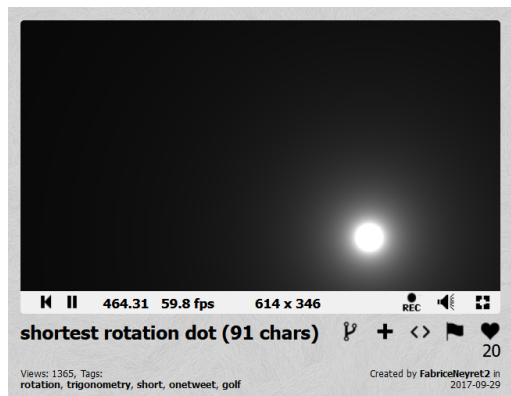 464.31 59.8 fps 614 x 346 REC
shortest rotation dot (91 chars)
20
Views: 1365, Tags:
rotation, trigonometry, short, onetweet, golf
Created by FabriceNeyret2 in
2017-09-29